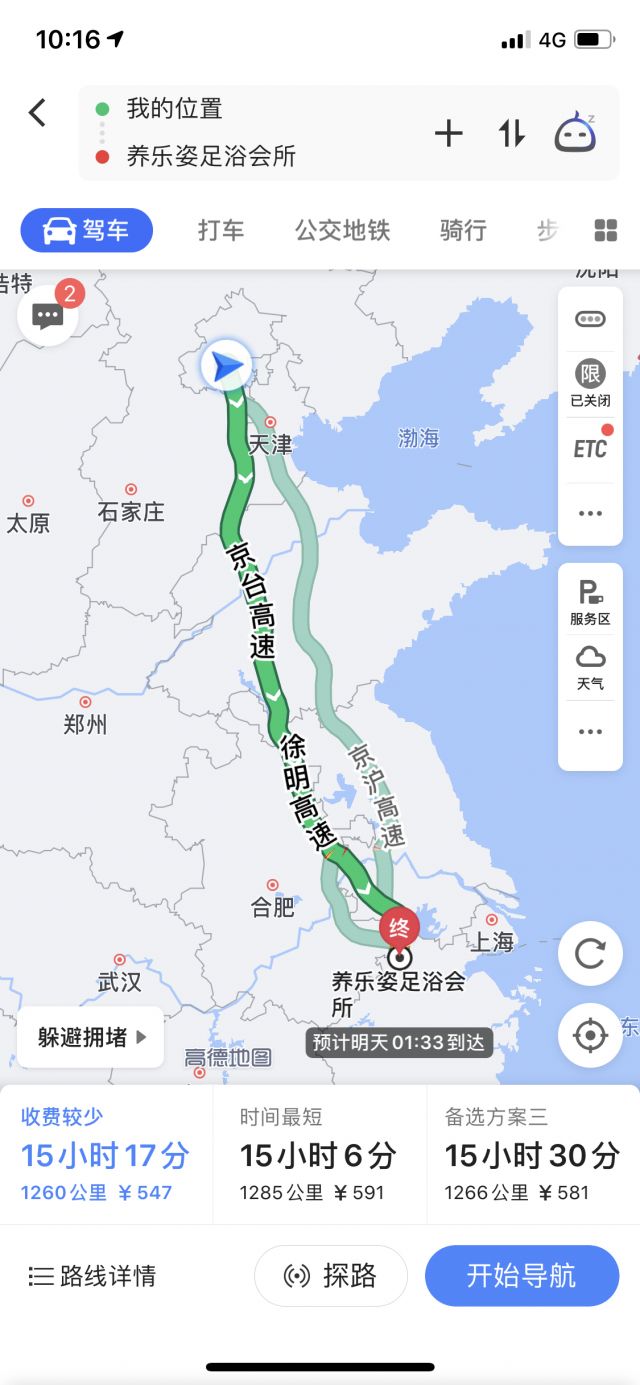 10:16
4G
我的位置
养乐姿足浴会所
z
驾车
打车
公交地铁
骑行
步
浩特
沈阳
2
限
已关闭
ETC
渤海
天津
石家庄
太原
京台高速
P
服务区
天气
郑州
徐明高速
京沪高速
合肥
终
上海
武汉
养乐姿足浴会
所
东
躲避拥堵
高德地图
预计明天01:33到达
收费较少
15小时17分
1260公里 ¥547
时间最短
15小时6分
1285公里 ¥591
备选方案三
15小时30分
1266公里 ¥581
路线详情
探路
开始导航